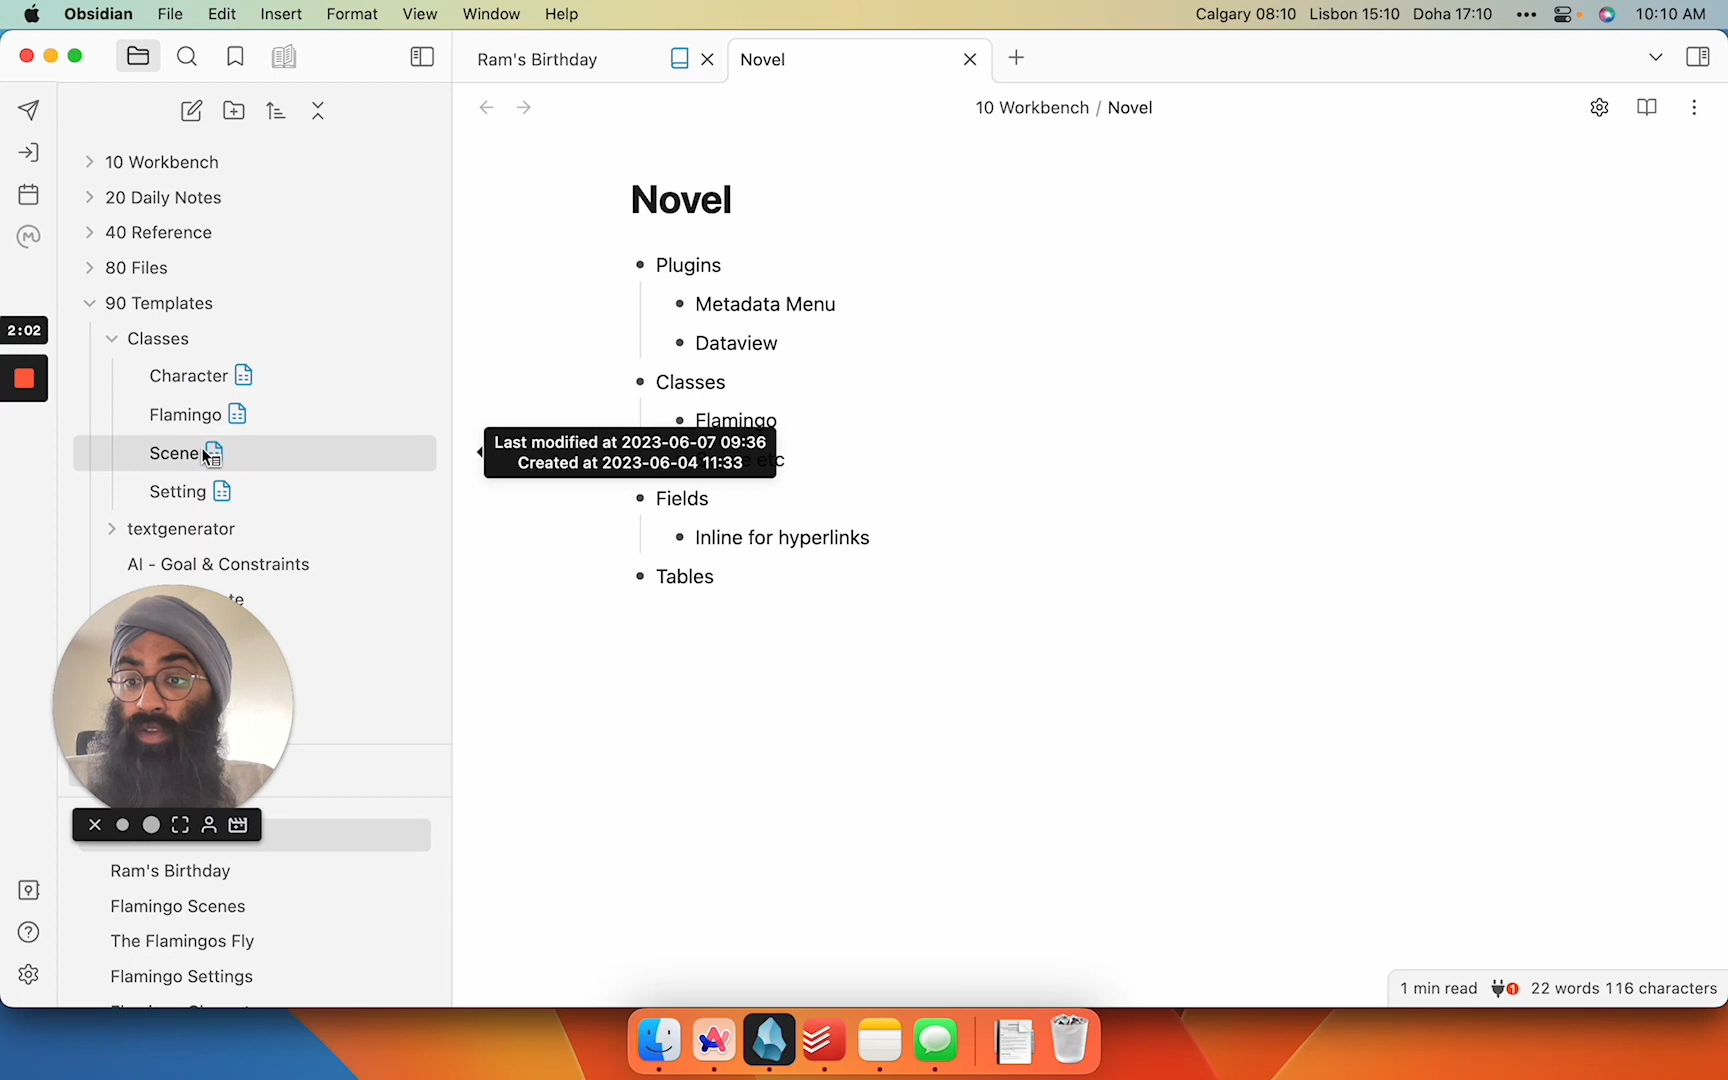 Obsidian File Edit Insert Format View Window Help
Calgary 08:10 Lisbon 15:10 Doha 17:10 10:10 AM
Ram's Birthday
Novel
10 Workbench / Novel
10 Workbench
20 Daily Notes
40 Reference
80 Files
90 Templates
Classes
Character
Flamingo
Scene
Setting
textgenerator
AI - Goal & Constraints
te
2:02
Ram's Birthday
Flamingo Scenes
The Flamingos Fly
Flamingo Settings
Novel
Plugins
Metadata Menu
Dataview
Classes
Flamingo
Last modified at 2023-06-07 09:36
Created at 2023-06-04 11:33
etc
Fields
Inline for hyperlinks
Tables
1 min read 1 22 words 116 characters